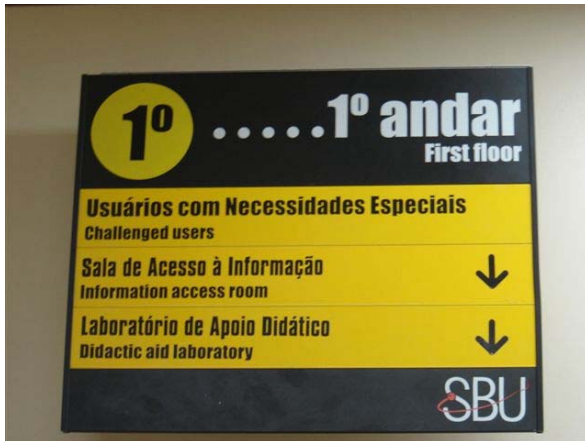 1º
.....1º andar
First floor
Usuários com Necessidades Especiais
Challenged users
Sala de Acesso à Informação
Information access room
Laboratório de Apoio Didático
Didactic aid laboratory
SBU